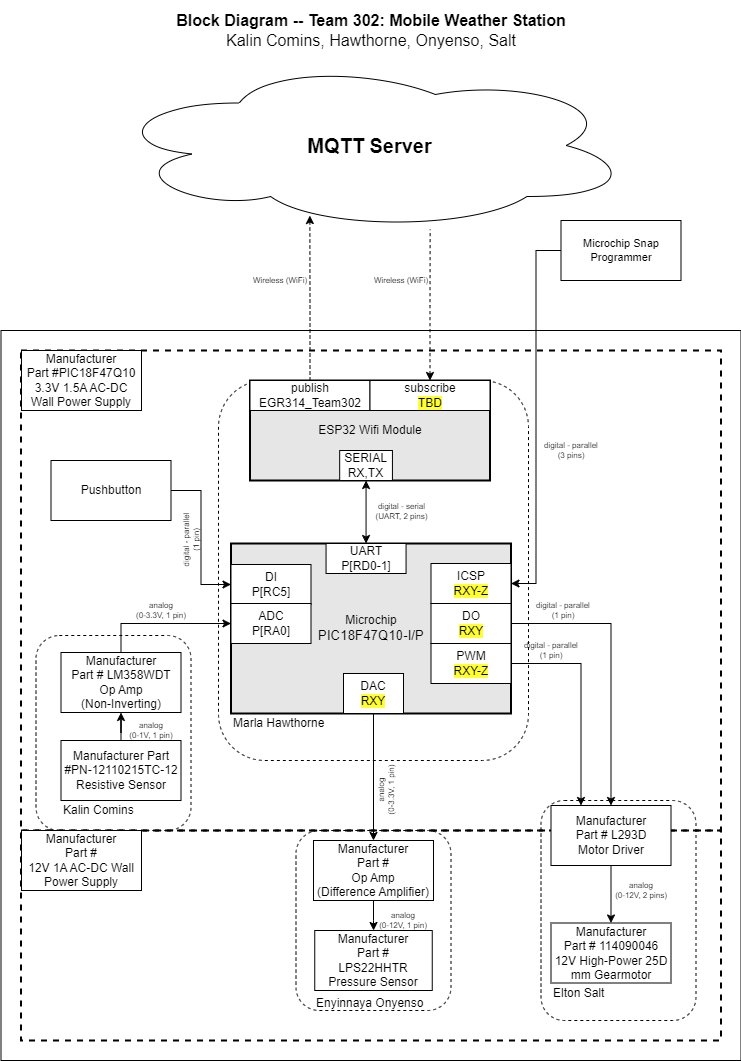 Block Diagram -- Team 302: Mobile Weather Station
Kalin Comins, Hawthorne, Onyenso, Salt
MQTT Server
Microchip Snap
Programmer
Wireless (WiFi)
Wireless (WiFi)
Manufacturer
Part #PIC18F47Q10
3.3V 1.5A AC-DC
Wall Power Supply
publish
EGR314_Team302
subscribe
TBD
ESP32 Wifi Module
SERIAL
RX,TX
digital - parallel
(3 pins)
Pushbutton
digital - parallel
(1 pin)
digital - serial
(UART, 2 pins)
UART
P[RD0-1]
DI
P[RC5]
ICSP
RXY-Z
analog
(0-3.3V, 1 pin)
ADC
P[RA0]
Microchip
PIC18F47Q10-I/P
DO
RXY
digital - parallel
(1 pin)
PWM
RXY-Z
digital - parallel
(1 pin)
DAC
RXY
Marla Hawthorne
Manufacturer
Part # LM358WDT
Op Amp
(Non-Inverting)
analog
(0-1V, 1 pin)
Manufacturer Part
#PN-12110215TC-12
Resistive Sensor
Kalin Comins
analog
(0-3.3V, 1 pin)
Manufacturer
Part #
12V 1A AC-DC Wall
Power Supply
Manufacturer
Part #
Op Amp
(Difference Amplifier)
analog
(0-12V, 1 pin)
Manufacturer
Part #
LPS22HHTR
Pressure Sensor
Enyinnaya Onyenso
Manufacturer
Part # L293D
Motor Driver
analog
(0-12V, 2 pins)
Manufacturer
Part # 114090046
12V High-Power 25D
mm Gearmotor
Elton Salt